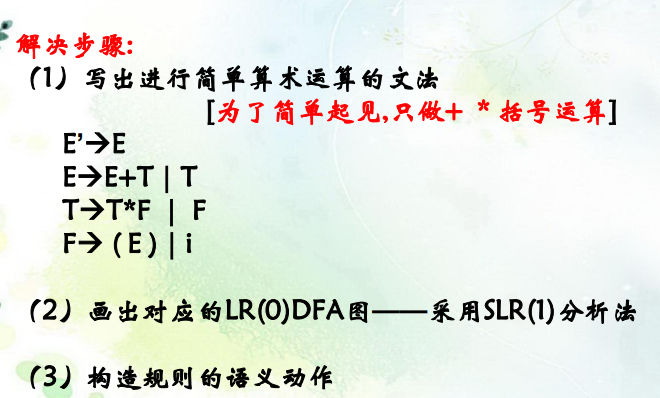 解决步骤:
（1）写出进行简单算术运算的文法
[为了简单起见,只做+ *括号运算]
E’→E
E→E+T | T
T→T*F | F
F→ ( E ) | i
（2）画出对应的LR(0)DFA图——采用SLR(1)分析法
（3）构造规则的语义动作